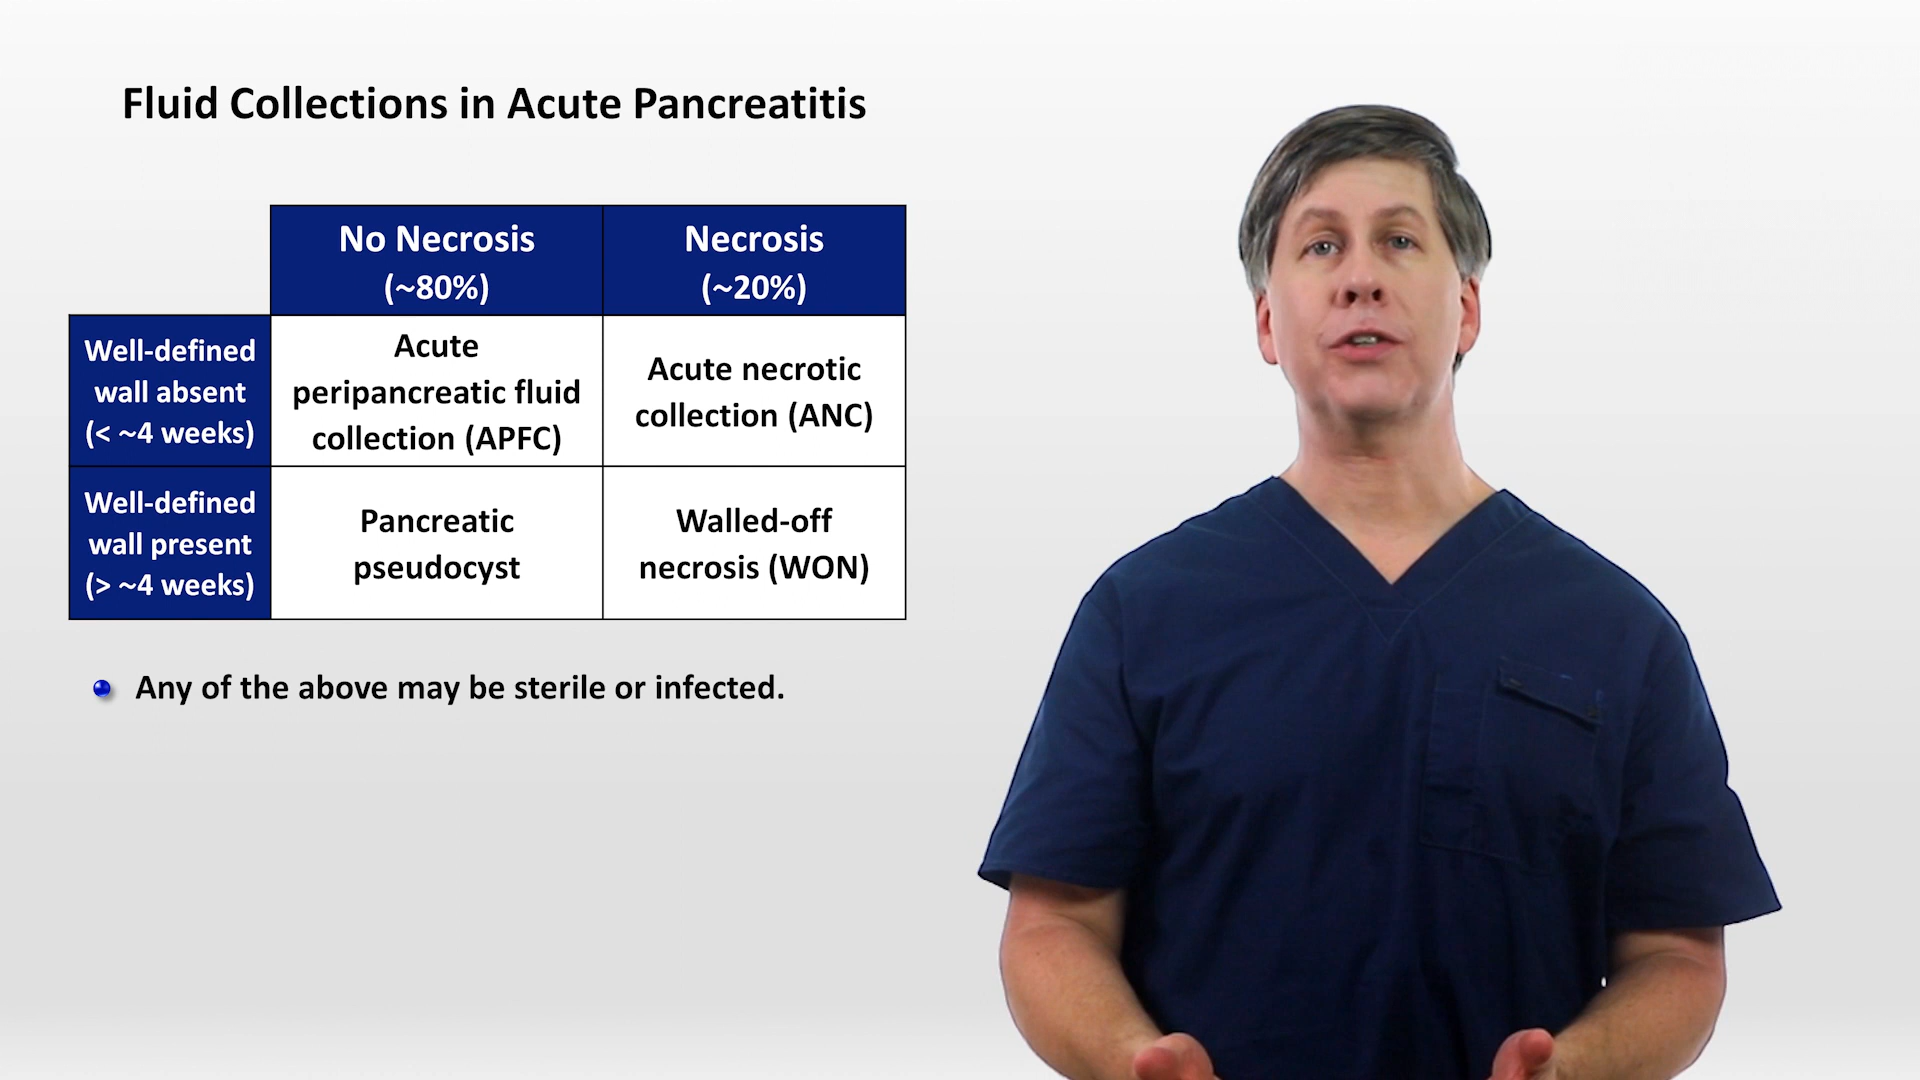 Fluid Collections in Acute Pancreatitis
No Necrosis
(~80%)
Necrosis
(~20%)
Well-defined
wall absent
(< ~4 weeks)
Acute
peripancreatic fluid
collection (APFC)
Acute necrotic
collection (ANC)
Well-defined
wall present
(> ~4 weeks)
Pancreatic
pseudocyst
Walled-off
necrosis (WON)
Any of the above may be sterile or infected.